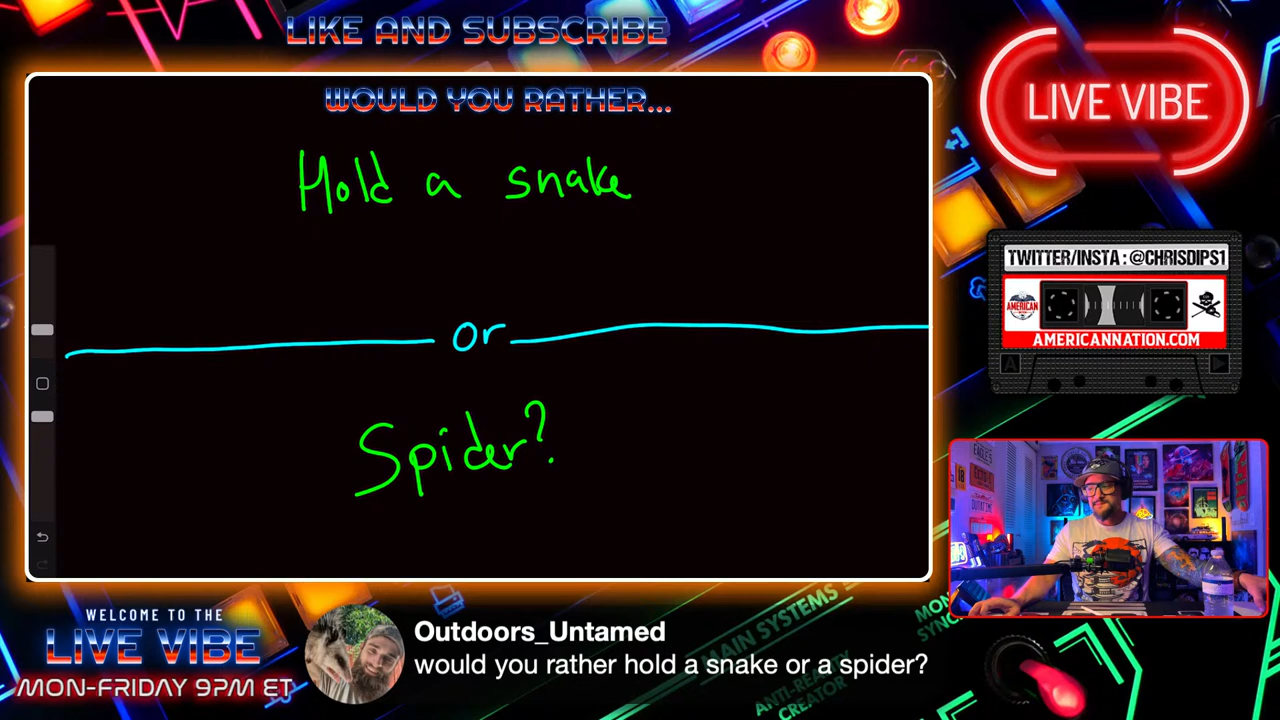 LIKE AND SUBSCRIBE
WOULD YOU RATHER...
Hold a snake
or
Spider?
LIVE VIBE
TWITTER/INSTA : @CHRISDIPS1
AMERICAN
AMERICANNATION.COM
A
WELCOME TO THE
LIVE VIBE
MON-FRIDAY 9PM ET
Outdoors_Untamed
would you rather hold a snake or a spider?
MAIN SYSTEMS